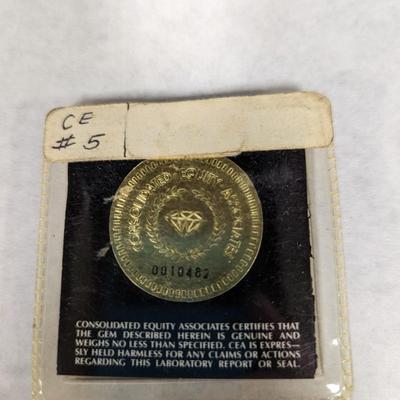 CE
# 5
CONSOLIDATED EQUITY ASSOCIATES
0010482
CONSOLIDATED EQUITY ASSOCIATES CERTIFIES THAT
THE GEM DESCRIBED HEREIN IS GENUINE AND
WEIGHS NO LESS THAN SPECIFIED. CEA IS EXPRES—
SLY HELD HARMLESS FOR ANY CLAIMS OR ACTIONS
REGARDING THIS LABORATORY REPORT OR SEAL.